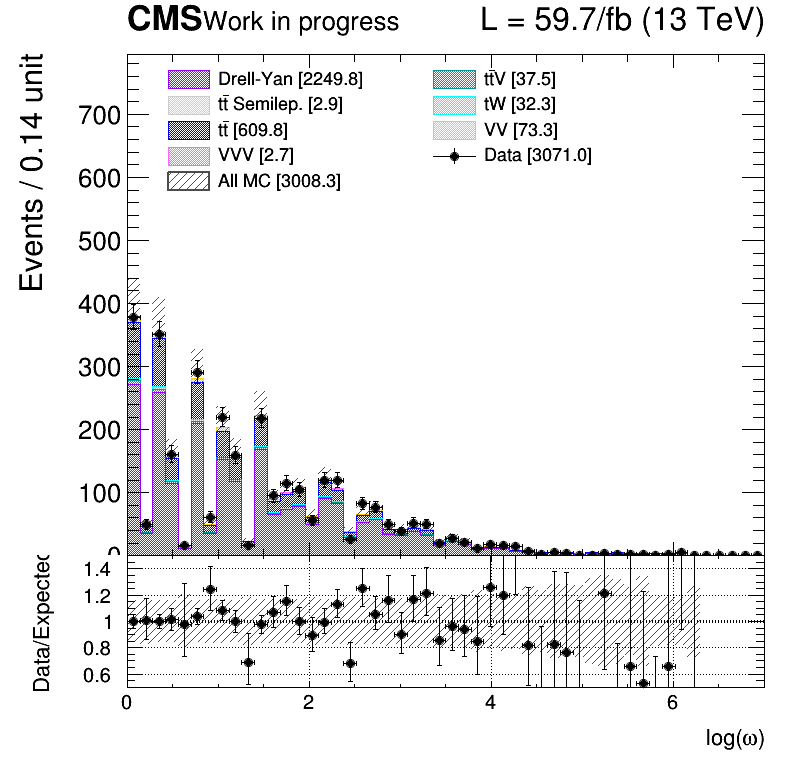 CMS Work in progress L = 59.7/fb (13 TeV)
Events / 0.14 unit
Drell-Yan [2249.8]
tt̄ Semilep. [2.9]
tt̄ [609.8]
VVV [2.7]
All MC [3008.3]
tt̄V [37.5]
tW [32.3]
VV [73.3]
Data [3071.0]
700
600
500
400
300
200
100
0
Data/Expected
1.4
1.2
1
0.8
0.6
0 2 4 6
log(ω)